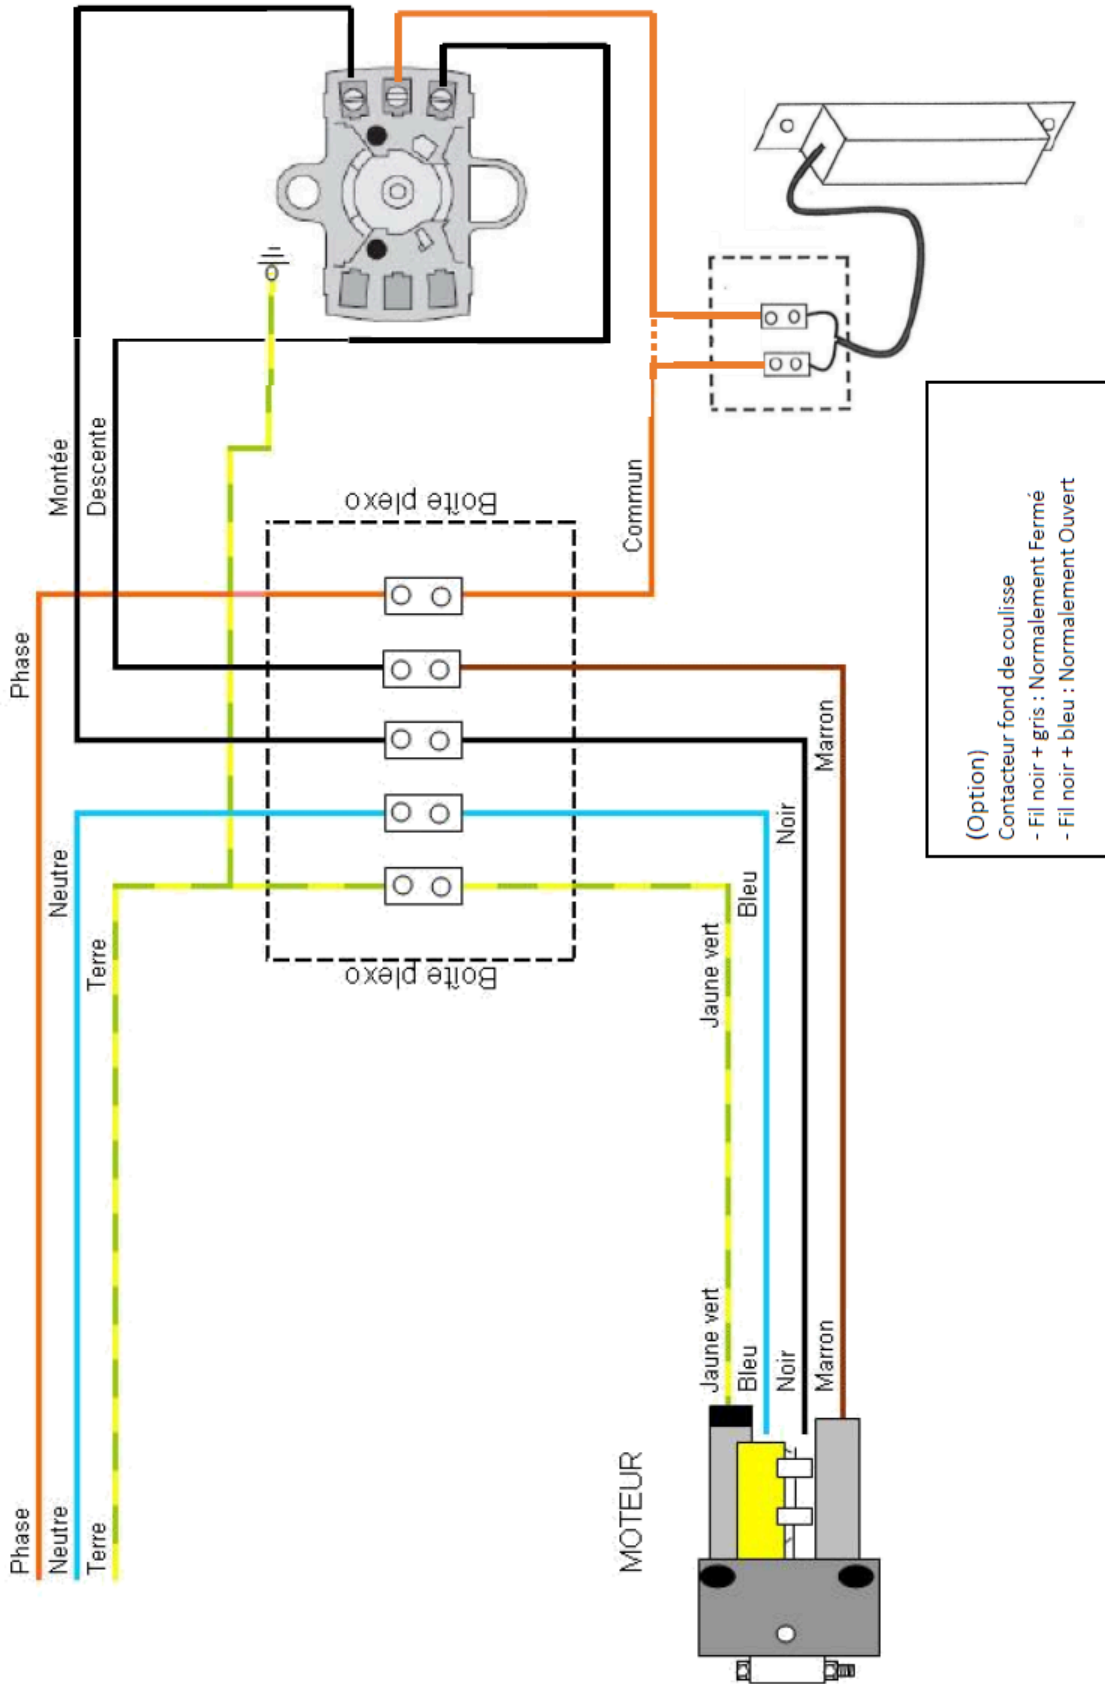 Montée
Descente
Boîte plexo
Commun
Phase
Marron
Noir
Neutre
Bleu
Terre
Boîte plexo
Jaune vert
Jaune vert
Bleu
Noir
Marron
MOTEUR
Phase
Neutre
Terre
(Option)
Contacteur fond de coulisse
- Fil noir + gris : Normalement Fermé
- Fil noir + bleu : Normalement Ouvert